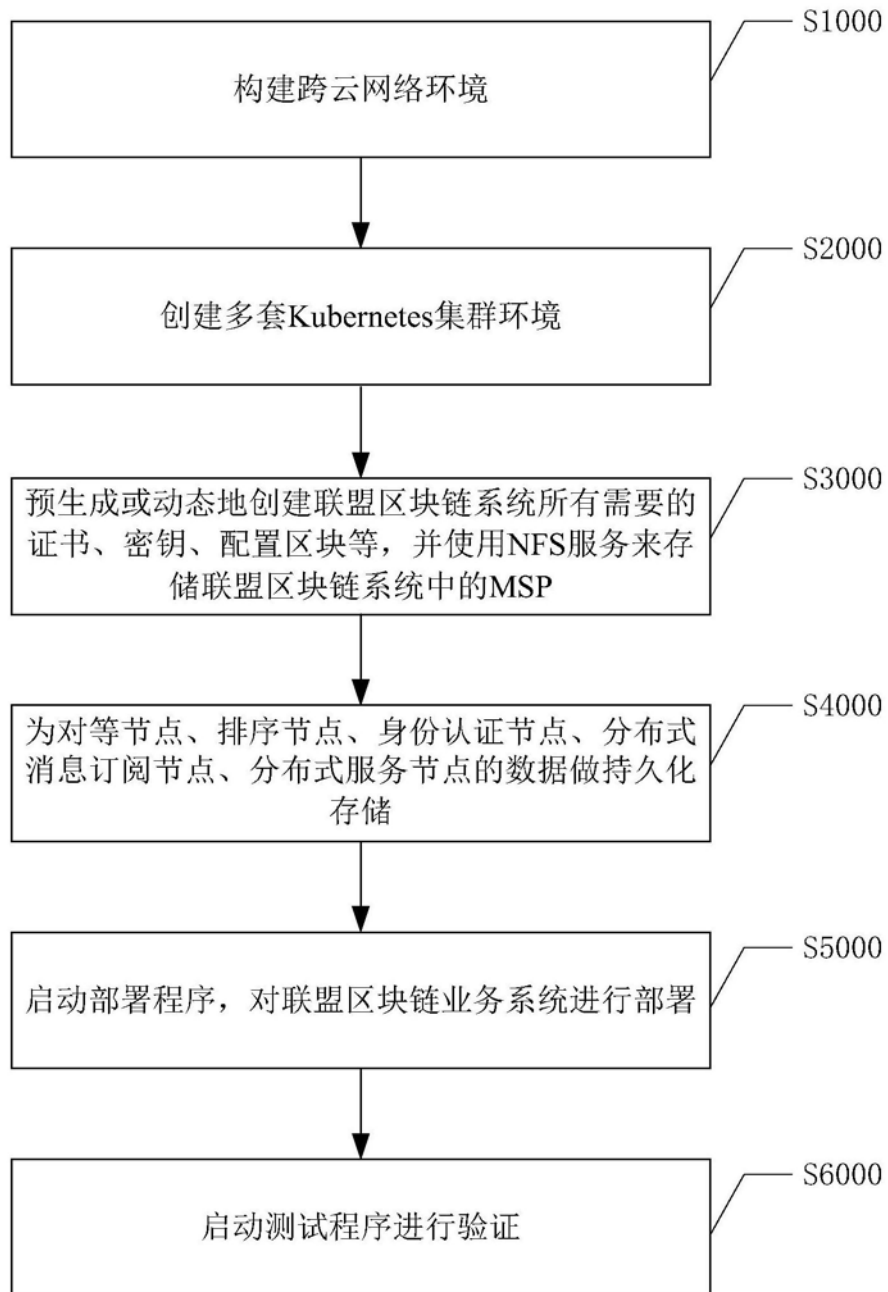 S1000
构建跨云网络环境
S2000
创建多套Kubernetes集群环境
S3000
预生成或动态地创建联盟区块链系统所有需要的
证书、密钥、配置区块等，并使用NFS服务来存
储联盟区块链系统中的MSP
S4000
为对等节点、排序节点、身份认证节点、分布式
消息订阅节点、分布式服务节点的数据做持久化
存储
S5000
启动部署程序，对联盟区块链业务系统进行部署
S6000
启动测试程序进行验证